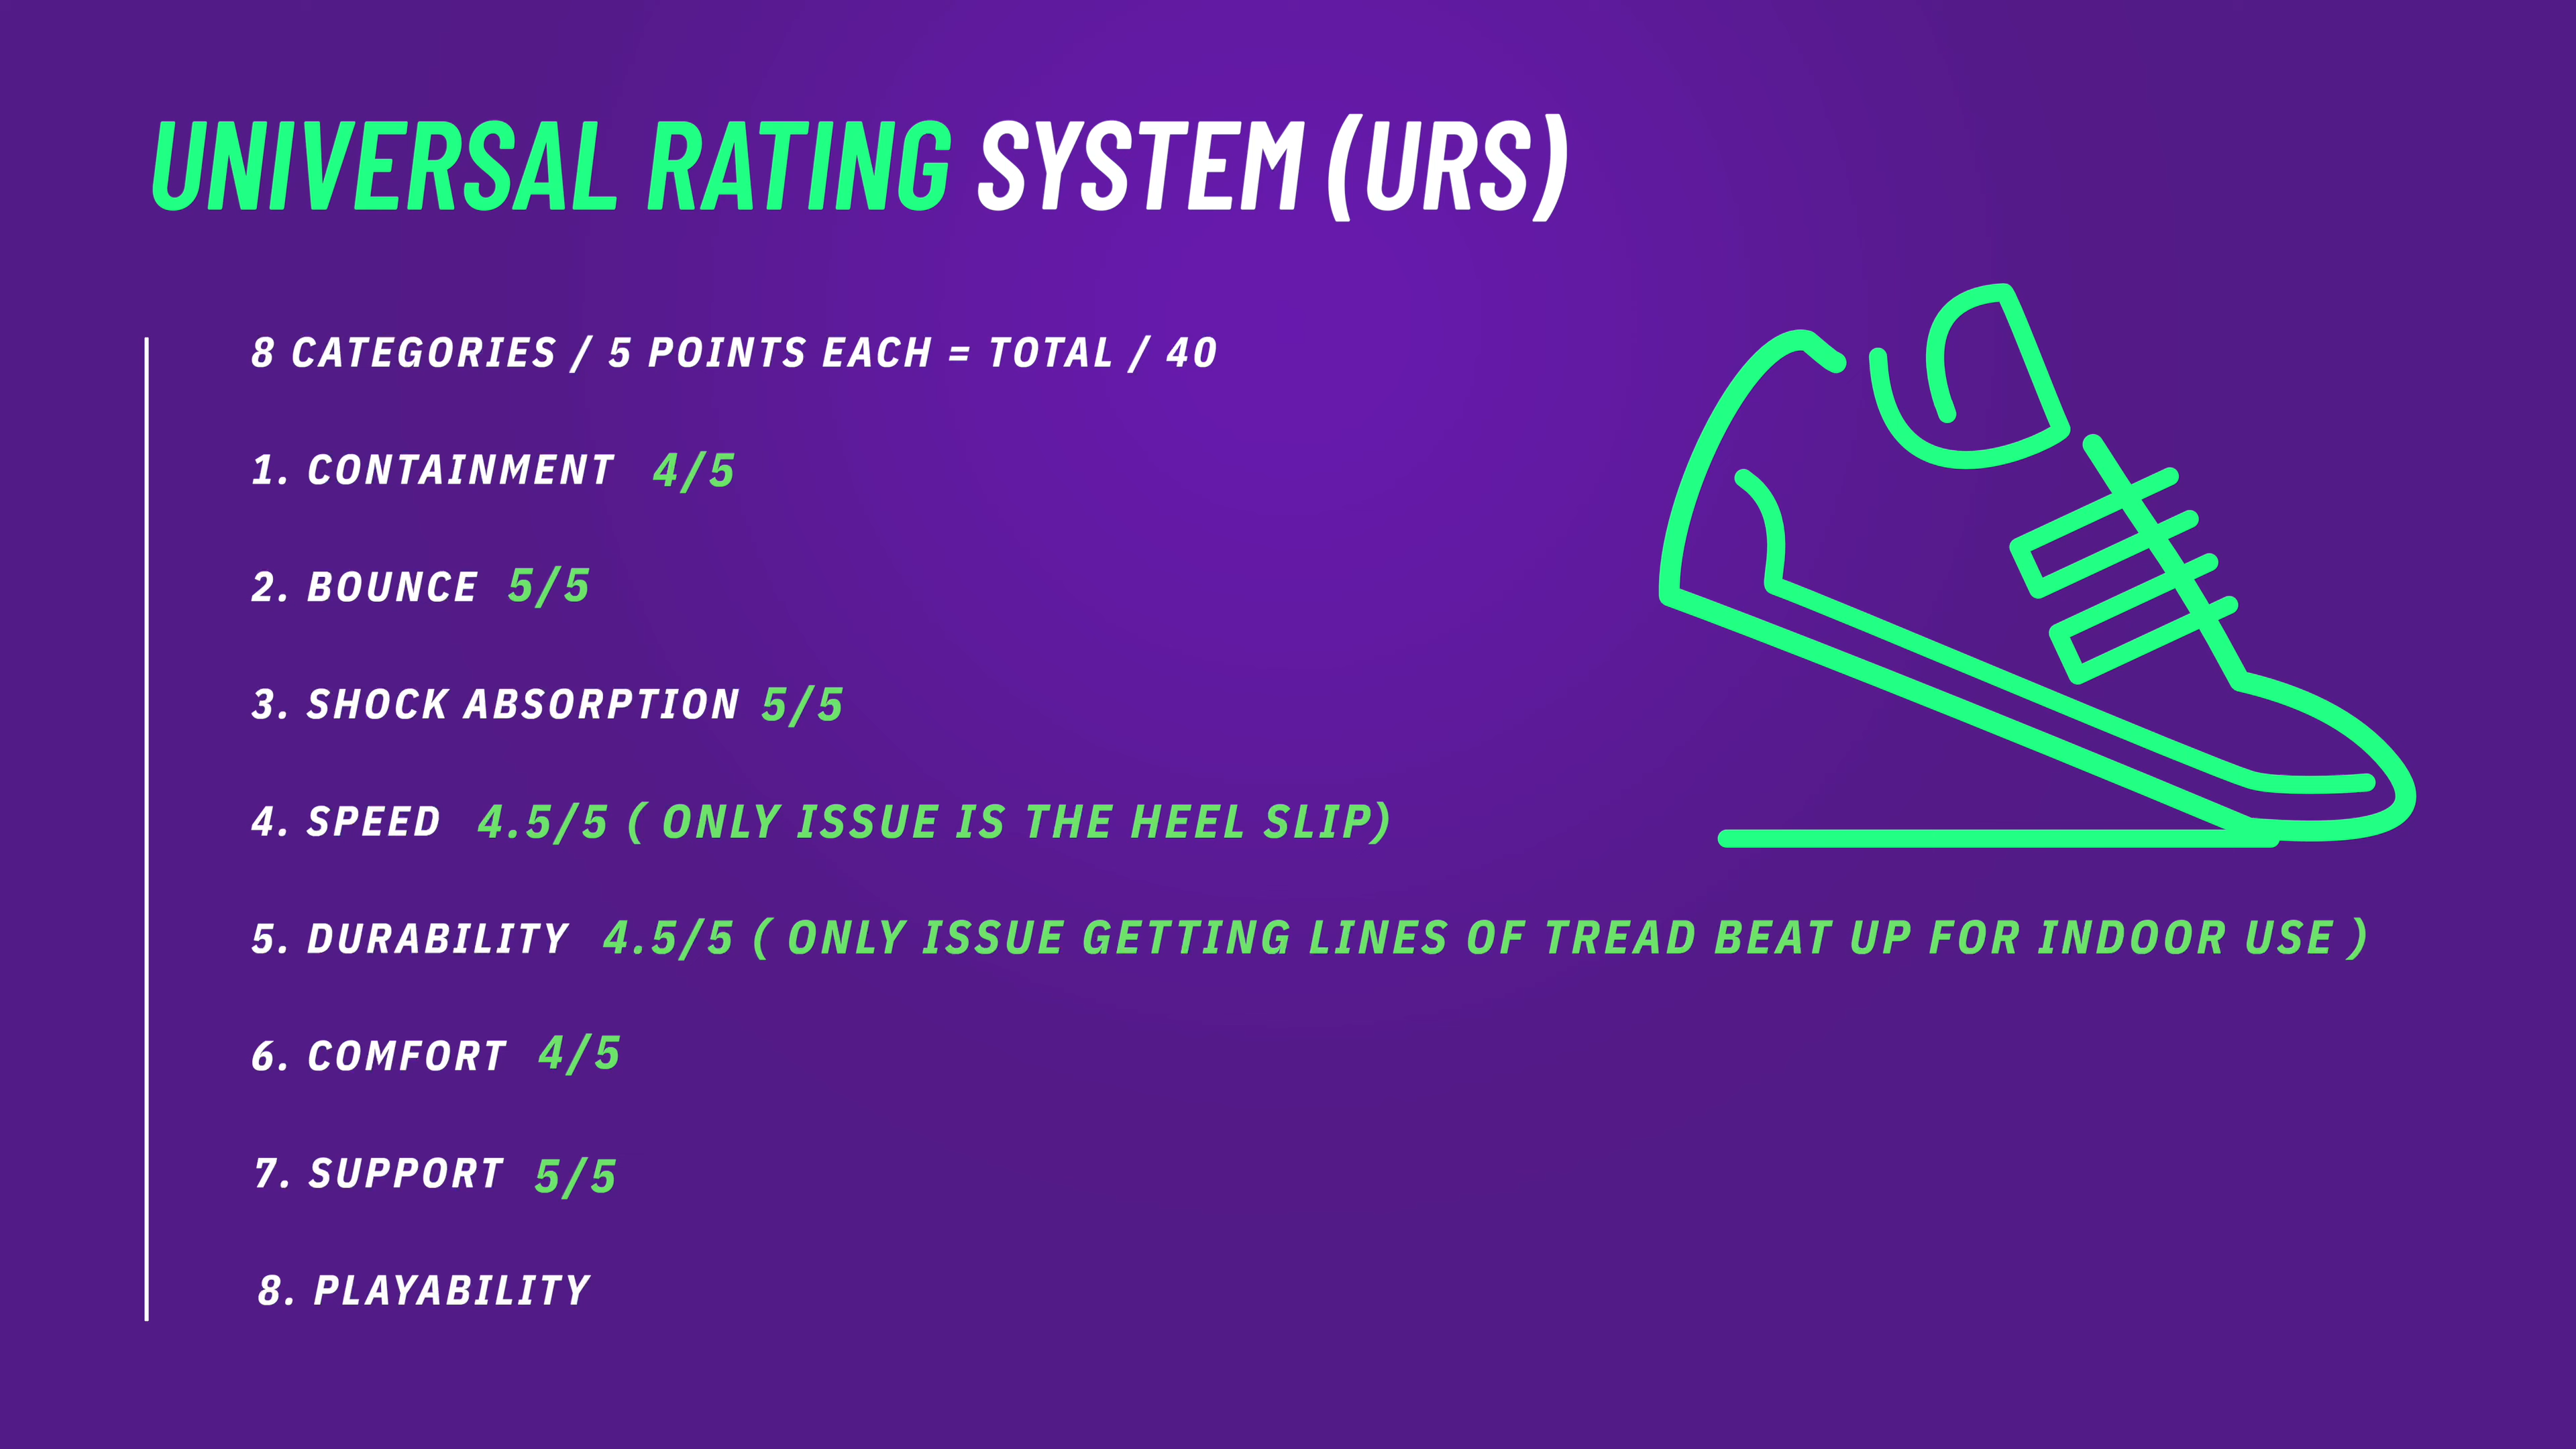 UNIVERSAL RATING SYSTEM (URS)
8 CATEGORIES / 5 POINTS EACH = TOTAL / 40
1. CONTAINMENT 4/5
2. BOUNCE 5/5
3. SHOCK ABSORPTION 5/5
4. SPEED 4.5/5 ( ONLY ISSUE IS THE HEEL SLIP)
5. DURABILITY 4.5/5 ( ONLY ISSUE GETTING LINES OF TREAD BEAT UP FOR INDOOR USE )
6. COMFORT 4/5
7. SUPPORT 5/5
8. PLAYABILITY